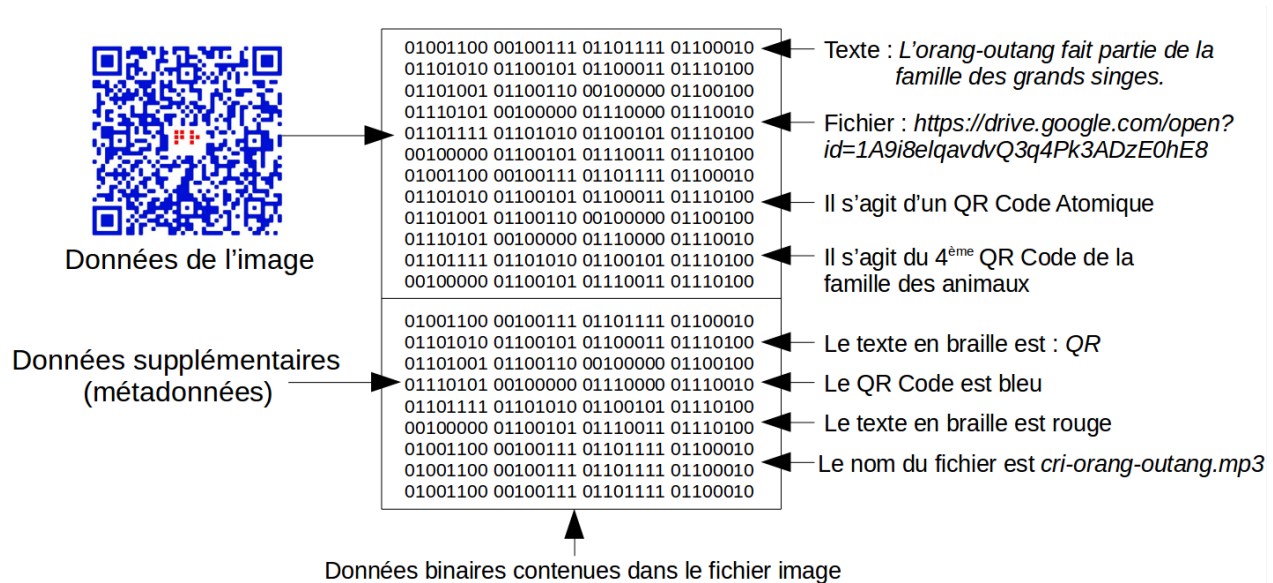 01001100 00100111 01101111 01100010
01101010 01100101 01100011 01110100
01101001 01100110 00100000 01100100
01110101 00100000 01110000 01110010
01101111 01101010 01100101 01110100
00100000 01100101 01110011 01110100
01001100 00100111 01101111 01100010
01101010 01100101 01100011 01110100
01101001 01100110 00100000 01100100
01110101 00100000 01110000 01110010
01101111 01101010 01100101 01110100
00100000 01100101 01110011 01110100
Texte : L’orang-outang fait partie de la
famille des grands singes.
Fichier : https://drive.google.com/open?
id=1A9i8elqavdvQ3q4Pk3ADzE0hE8
Il s’agit d’un QR Code Atomique
Il s’agit du 4ème QR Code de la
famille des animaux
Données de l’image
01001100 00100111 01101111 01100010
01101010 01100101 01100011 01110100
01101001 01100110 00100000 01100100
01110101 00100000 01110000 01110010
01101111 01101010 01100101 01110100
00100000 01100101 01110011 01110100
01001100 00100111 01101111 01100010
01001100 00100111 01101111 01100010
01001100 00100111 01101111 01100010
Données supplémentaires
(métadonnées)
Le texte en braille est : QR
Le QR Code est bleu
Le texte en braille est rouge
Le nom du fichier est cri-orang-outang.mp3
Données binaires contenues dans le fichier image